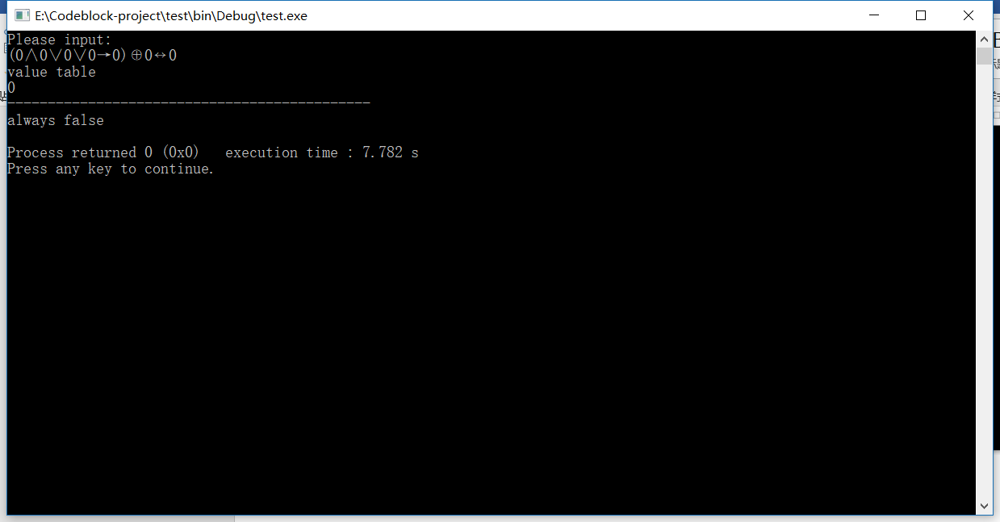 E:\Codeblock-project\test\bin\Debug\test.exe
Please input:
(0∧0∨0∨0→0)⊕0↔0
value table
0
---------------------------------------------
always false
Process returned 0 (0x0)   execution time : 7.782 s
Press any key to continue.